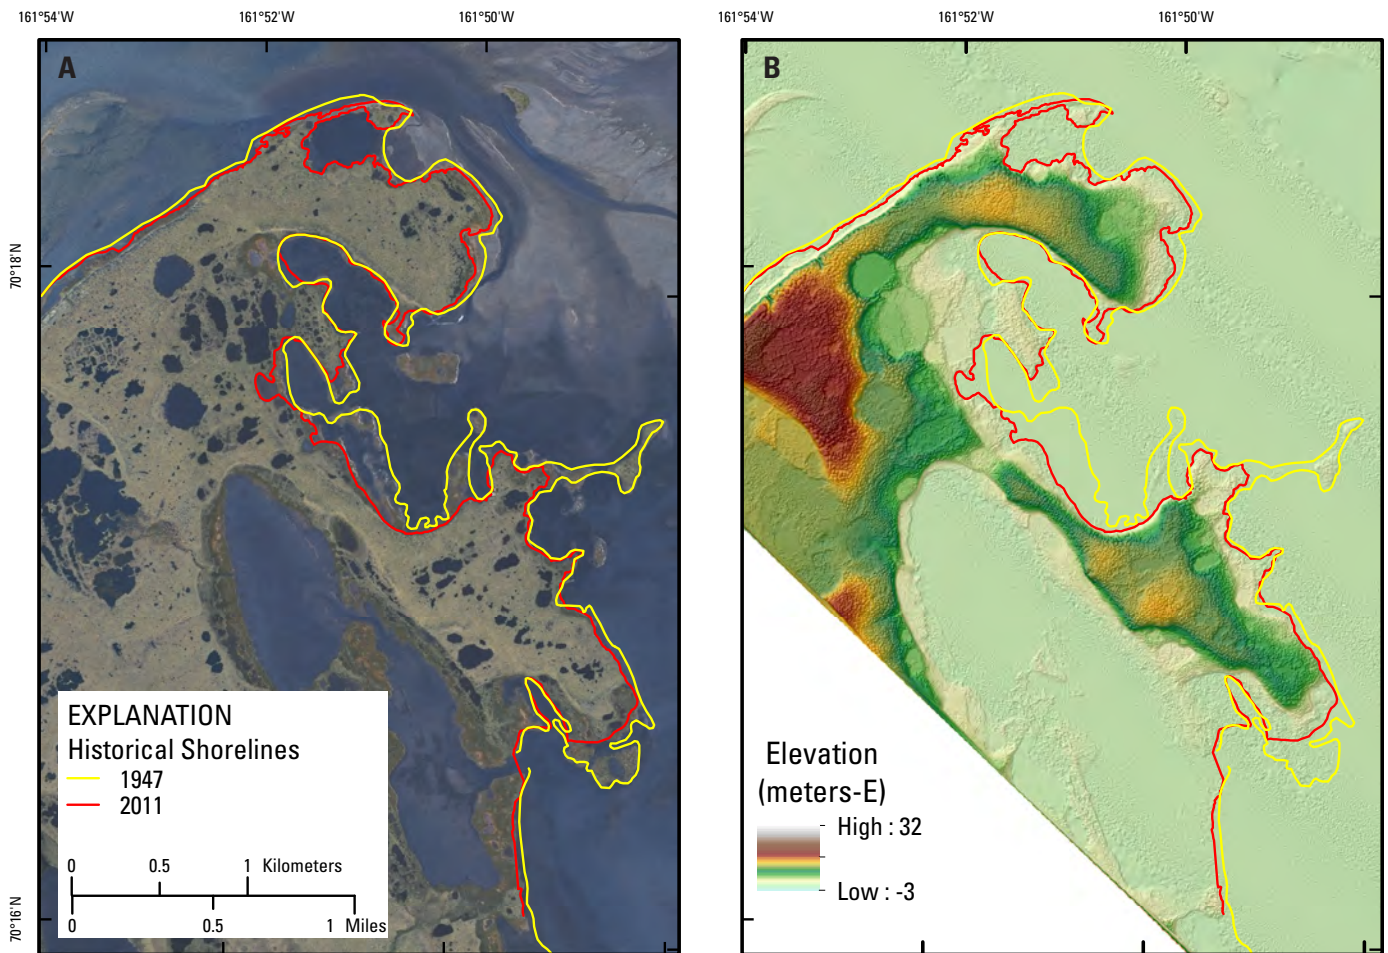 161°54'W
161°52'W
161°50'W
161°54'W
161°52'W
161°50'W
A
B
70°18'N
70°16'N
EXPLANATION
Historical Shorelines
1947
2011
0 0.5 1 Kilometers
0 0.5 1 Miles
Elevation
(meters-E)
High : 32
Low : -3